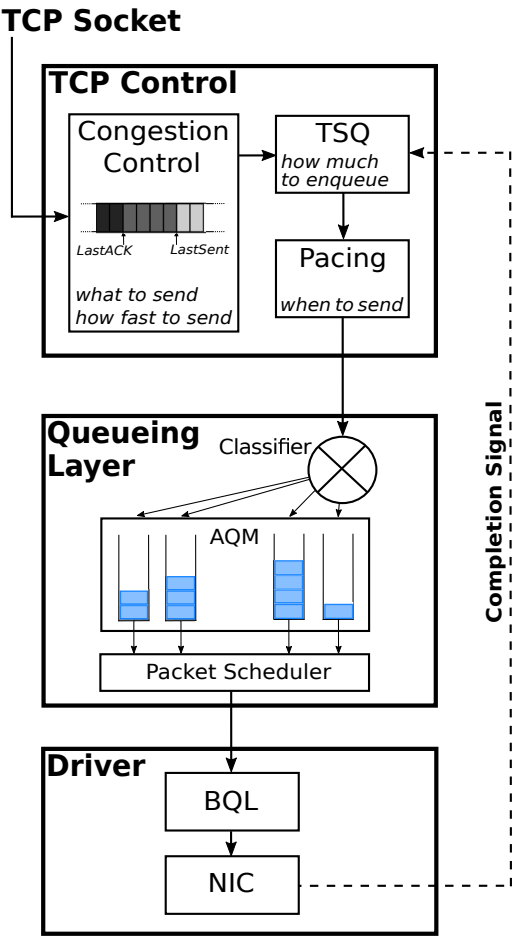 TCP Socket
TCP Control
Congestion
Control
LastACK
LastSent
what to send
how fast to send
TSQ
how much
to enqueue
Pacing
when to send
Queueing
Layer
Classifier
AQM
Packet Scheduler
Driver
BQL
NIC
Completion Signal